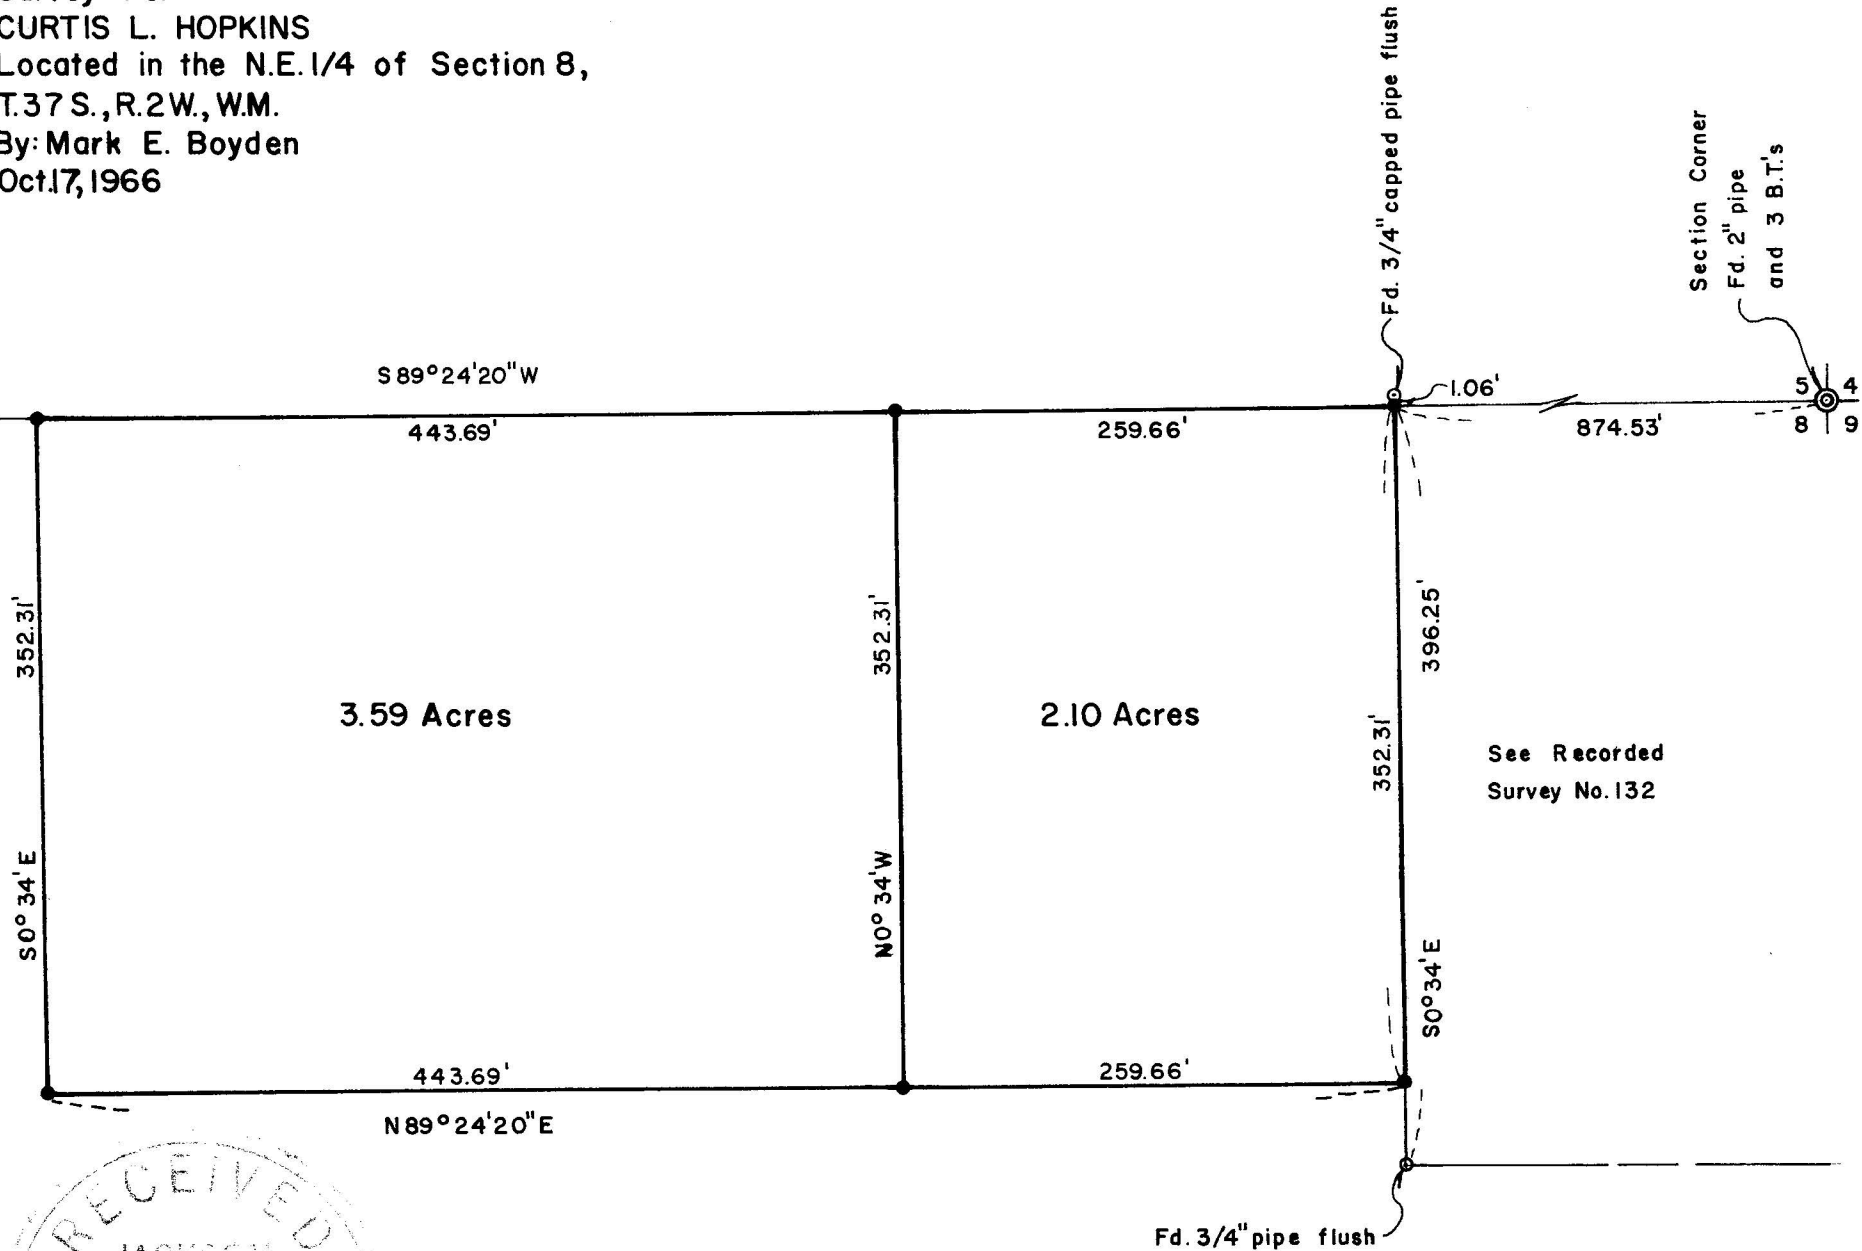 CURTIS L. HOPKINS
Located in the N.E. 1/4 of Section 8,
T.37 S., R.2 W., W.M.
By: Mark E. Boyden
Oct.17, 1966
Fd. 3/4" capped pipe flush
Section Corner
Fd. 2" pipe
and 3 B.T.'s
S 89° 24' 20" W
1.06'
5 4
8 9
443.69'
259.66'
874.53'
352.31'
352.31'
396.25'
352.31'
3.59 Acres
2.10 Acres
See Recorded
Survey No. 132
S 0° 34' E
N 0° 34' W
S 0° 34' E
443.69'
259.66'
N 89° 24' 20" E
RECEIVED
Fd. 3/4" pipe flush